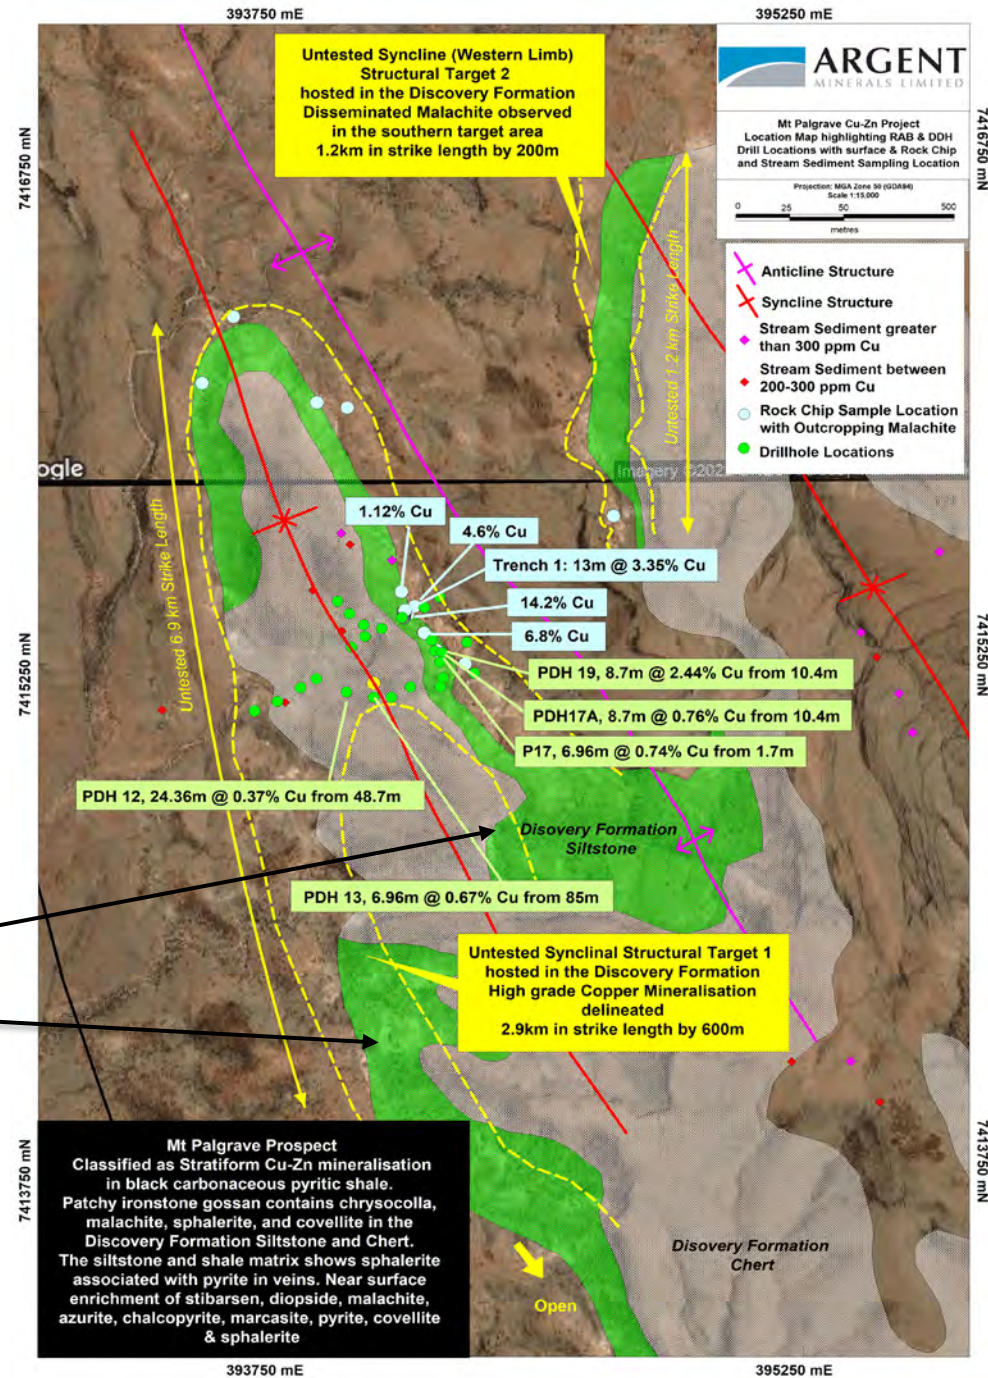 393750 mE
395250 mE
7416750 mN
7416750 mN
Untested Syncline (Western Limb)
Structural Target 2
hosted in the Discovery Formation
Disseminated Malachite observed
in the southern target area
1.2km in strike length by 200m
ARGENT
MINERALS LIMITED
Mt Palgrave Cu-Zn Project
Location Map highlighting RAB & DDH
Drill Locations with surface & Rock Chip
and Stream Sediment Sampling Location
Projection: MGA Zone 50 (GDA94)
Scale 1:15,000
0 25 50 500
metres
Anticline Structure
Syncline Structure
Stream Sediment greater
than 300 ppm Cu
Stream Sediment between
200-300 ppm Cu
Rock Chip Sample Location
with Outcropping Malachite
Drillhole Locations
Untested 1.2 km Strike Length
ogle
Imagery ©202
Untested 6.9 km Strike Length
1.12% Cu
4.6% Cu
Trench 1: 13m @ 3.35% Cu
14.2% Cu
6.8% Cu
7415250 mN
7415250 mN
PDH 19, 8.7m @ 2.44% Cu from 10.4m
PDH17A, 8.7m @ 0.76% Cu from 10.4m
P17, 6.96m @ 0.74% Cu from 1.7m
PDH 12, 24.36m @ 0.37% Cu from 48.7m
Disovery Formation
Siltstone
PDH 13, 6.96m @ 0.67% Cu from 85m
Untested Synclinal Structural Target 1
hosted in the Discovery Formation
High grade Copper Mineralisation
delineated
2.9km in strike length by 600m
7413750 mN
7413750 mN
Mt Palgrave Prospect
Classified as Stratiform Cu-Zn mineralisation
in black carbonaceous pyritic shale.
Patchy ironstone gossan contains chrysocolla,
malachite, sphalerite, and covellite in the
Discovery Formation Siltstone and Chert.
The siltstone and shale matrix shows sphalerite
associated with pyrite in veins. Near surface
enrichment of stibarsen, diopside, malachite,
azurite, chalcopyrite, marcasite, pyrite, covellite
& sphalerite
Disovery Formation
Chert
Open
393750 mE
395250 mE